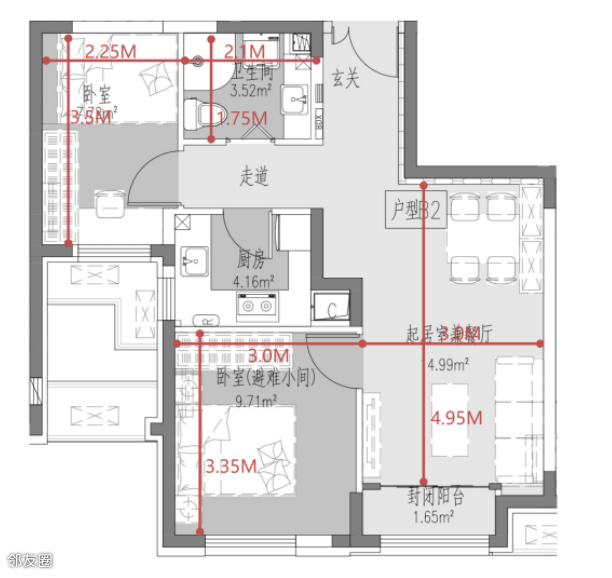 2.25M
2.1M
卫生间
3.52m²
玄关
卧室
3.5M
1.75M
BOX
走道
户型B2
厨房
4.16m²
R
C
起居室兼餐厅
3.0M
3.0M
4.99m²
卧室(避难小间)
9.71m²
4.95M
3.35M
封闭阳台
1.65m²
邻友圈